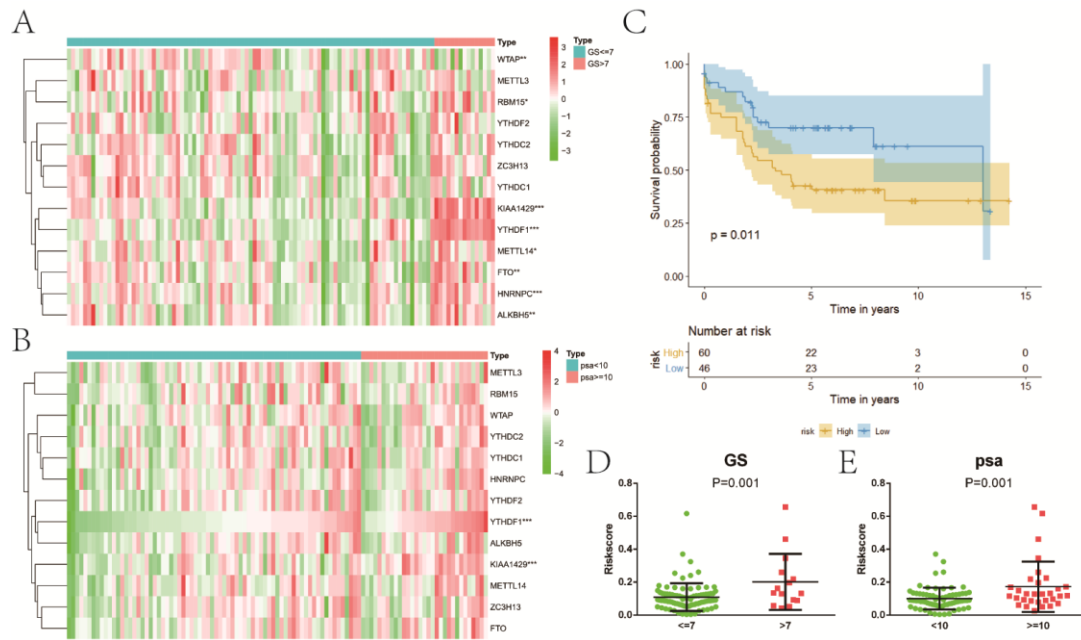 A
Type
WTAP**
METTL3
RBM15*
YTHDF2
YTHDC2
ZC3H13
YTHDC1
KIAA1429***
YTHDF1***
METTL14*
FTO**
HNRNPC***
ALKBH5**
3
2
1
0
−1
−2
−3
Type
GS<=7
GS>7
B
Type
METTL3
RBM15
WTAP
YTHDC2
YTHDC1
HNRNPC
YTHDF2
YTHDF1***
ALKBH5
KIAA1429***
METTL14
ZC3H13
FTO
4
2
0
−2
−4
Type
psa<10
psa>=10
C
Survival probability
1.00
0.75
0.50
0.25
0.00
p = 0.011
0 5 10 15
Time in years
Number at risk
risk
High 60 22 3 0
Low 46 23 2 0
0 5 10 15
Time in years
risk High Low
D
GS
P=0.001
Riskscore
0.8
0.6
0.4
0.2
0.0
<=7 >7
E
psa
P=0.001
Riskscore
0.8
0.6
0.4
0.2
0.0
<10 >=10